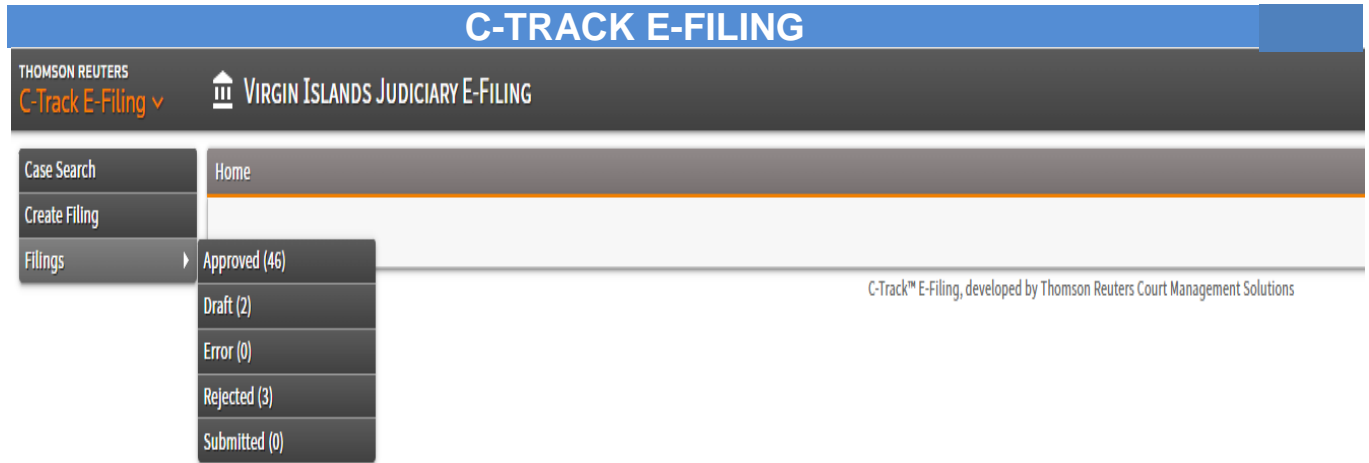 C-TRACK E-FILING
THOMSON REUTERS
C-Track E-Filing
VIRGIN ISLANDS JUDICIARY E-FILING
Case Search
Home
Create Filing
Filings
Approved (46)
Draft (2)
Error (0)
Rejected (3)
Submitted (0)
C-Track™ E-Filing, developed by Thomson Reuters Court Management Solutions